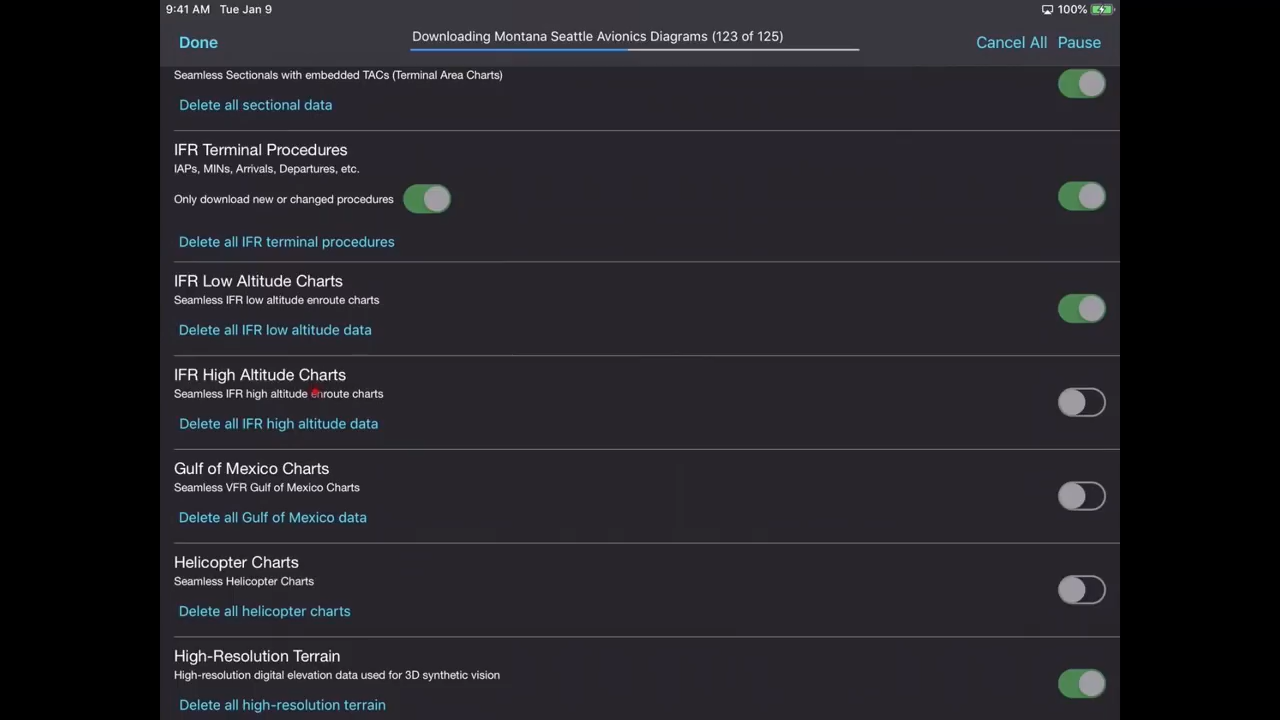 9:41 AM Tue Jan 9
100%
Done
Downloading Montana Seattle Avionics Diagrams (123 of 125)
Cancel All Pause
Seamless Sectionals with embedded TACs (Terminal Area Charts)
Delete all sectional data
IFR Terminal Procedures
IAPs, MINs, Arrivals, Departures, etc.
Only download new or changed procedures
Delete all IFR terminal procedures
IFR Low Altitude Charts
Seamless IFR low altitude enroute charts
Delete all IFR low altitude data
IFR High Altitude Charts
Seamless IFR high altitude enroute charts
Delete all IFR high altitude data
Gulf of Mexico Charts
Seamless VFR Gulf of Mexico Charts
Delete all Gulf of Mexico data
Helicopter Charts
Seamless Helicopter Charts
Delete all helicopter charts
High-Resolution Terrain
High-resolution digital elevation data used for 3D synthetic vision
Delete all high-resolution terrain